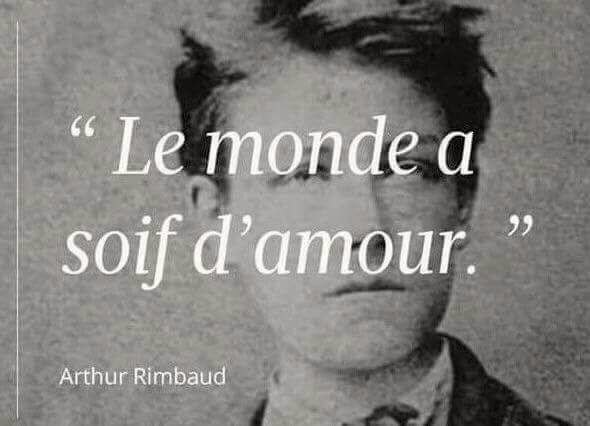 “ Le monde a
soif d’amour. ”
Arthur Rimbaud